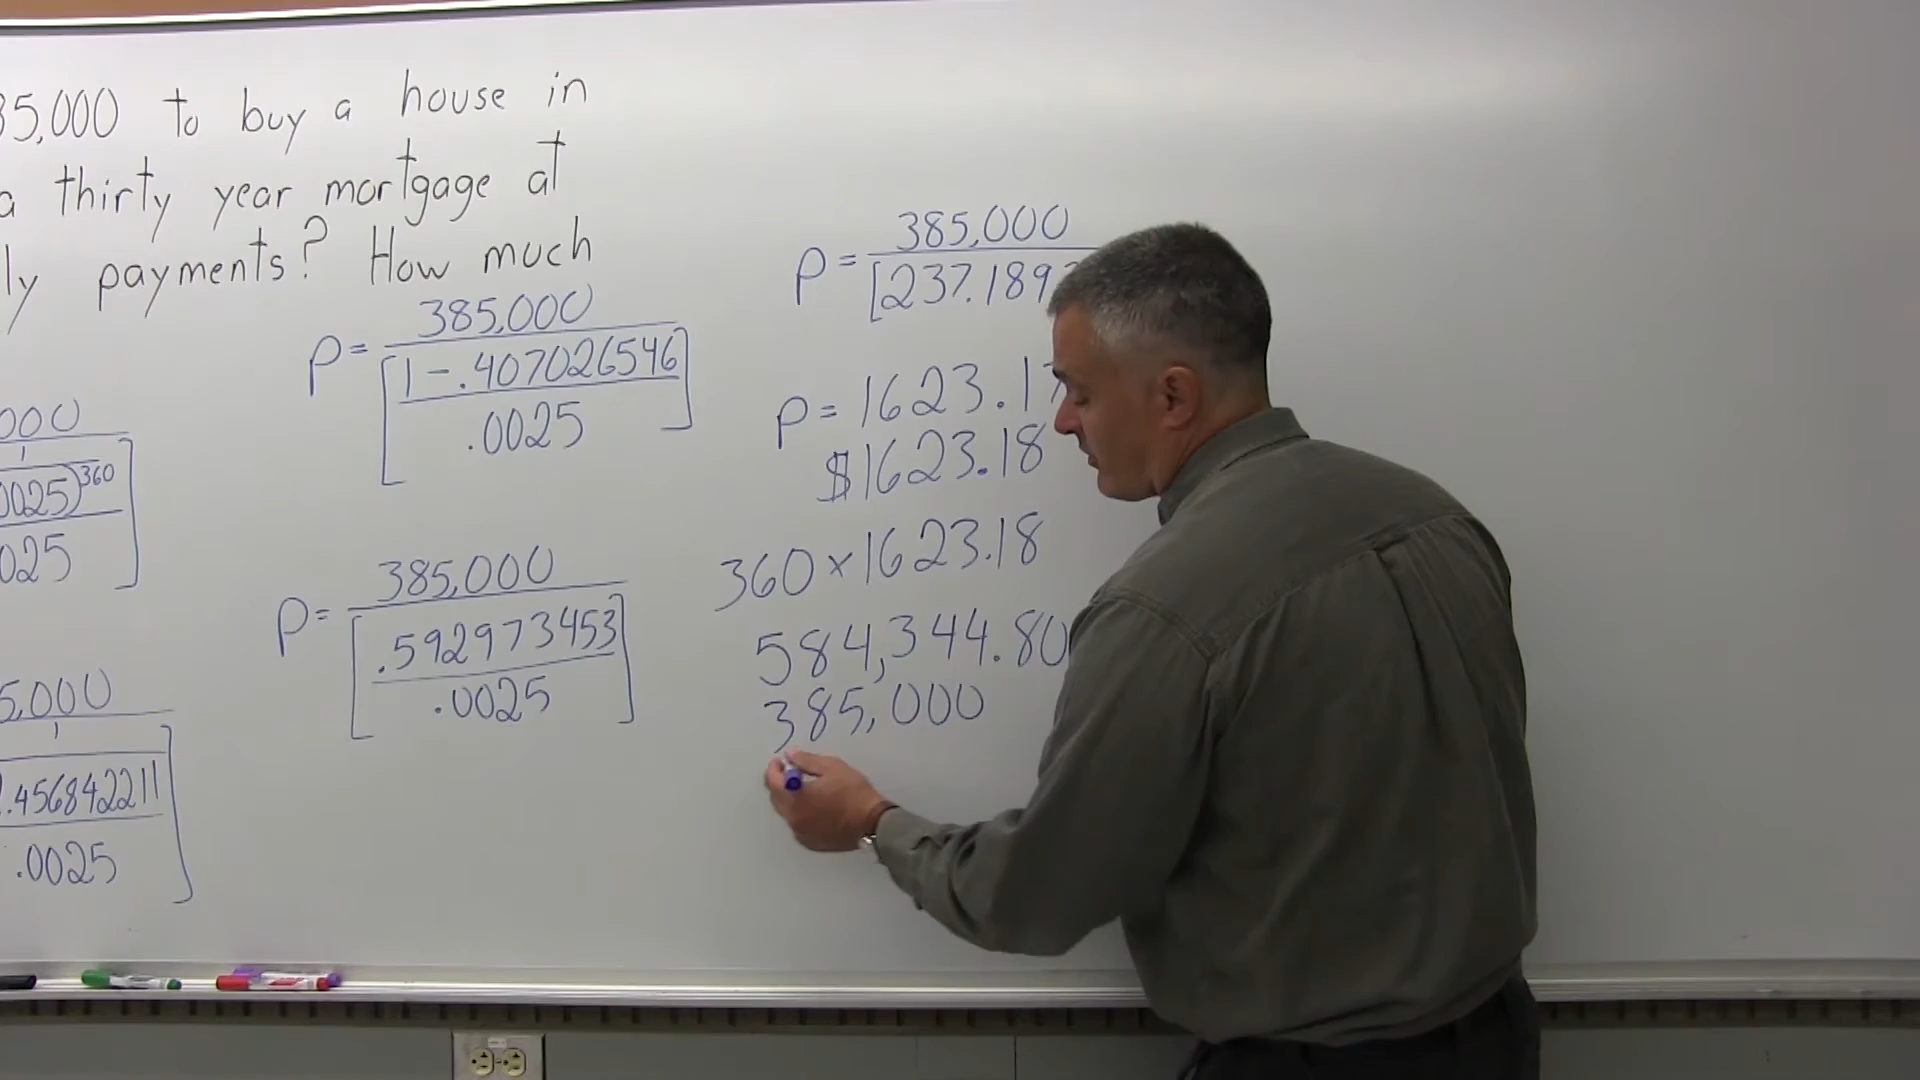 35,000 to buy a house in
a thirty year mortgage at
ly payments? How much
000
1
0025)^360
025
5,000
1
.456842211
.0025
385,000
P = [1 - .407026546]
.0025
385,000
P = [.592973453]
.0025
385,000
P = [237.189
P = 1623.17
$1623.18
360 × 1623.18
584,344.80
385,000